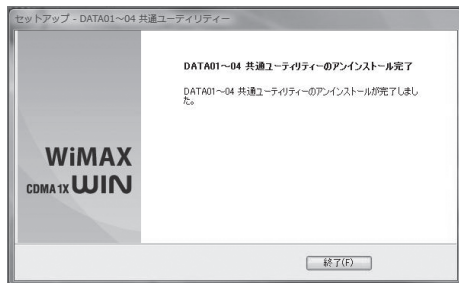 セットアップ - DATA01～04 共通ユーティリティー
DATA01～04 共通ユーティリティーのアンインストール完了
DATA01～04 共通ユーティリティーのアンインストールが完了しまし
た。
WiMAX
CDMA 1X WIN
終了(F)